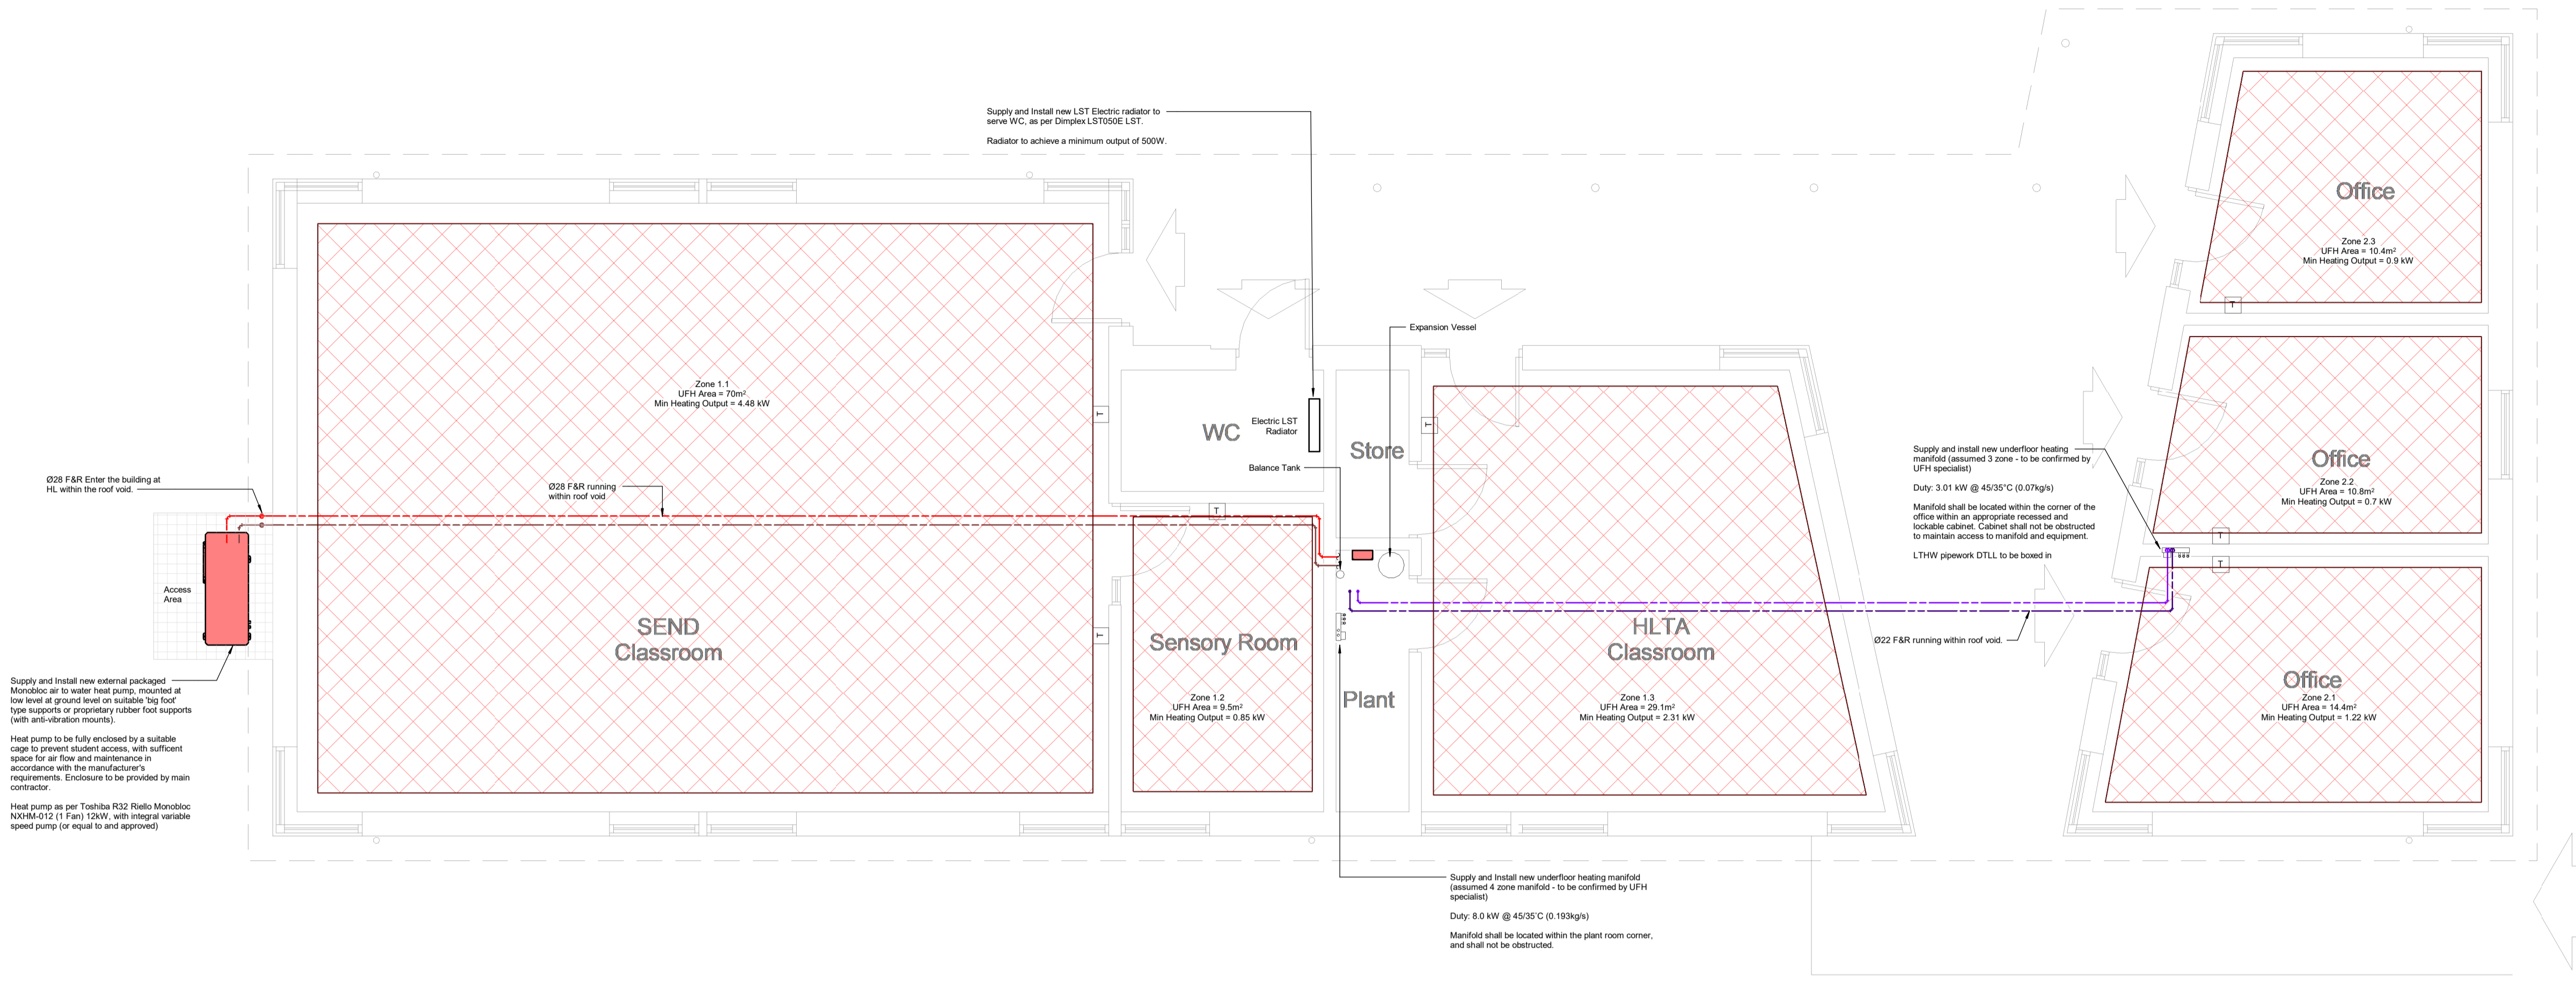 Supply and Install new LST Electric radiator to
serve WC, as per Dimplex LST050E LST.
Radiator to achieve a minimum output of 500W.
Office
Zone 2.3
UFH Area = 10.4m²
Min Heating Output = 0.9 kW
T
Expansion Vessel
Zone 1.1
UFH Area = 70m²
Min Heating Output = 4.48 kW
T
WC
Electric LST
Radiator
Store
T
Balance Tank
Office
Zone 2.2
UFH Area = 10.8m²
Min Heating Output = 0.7 kW
T
Supply and install new underfloor heating
manifold (assumed 3 zone - to be confirmed by
UFH specialist)
Duty: 3.01 kW @ 45/35°C (0.07kg/s)
Manifold shall be located within the corner of the
office within an appropriate recessed and
lockable cabinet. Cabinet shall not be obstructed
to maintain access to manifold and equipment.
LTHW pipework DTLL to be boxed in
Ø28 F&R Enter the building at
HL within the roof void.
Ø28 F&R running
within roof void
T
T
Access
Area
SEND
Classroom
T
Sensory Room
Zone 1.2
UFH Area = 9.5m²
Min Heating Output = 0.85 kW
Plant
HLTA
Classroom
Zone 1.3
UFH Area = 29.1m²
Min Heating Output = 2.31 kW
Ø22 F&R running within roof void.
Office
Zone 2.1
UFH Area = 14.4m²
Min Heating Output = 1.22 kW
Supply and Install new external packaged
Monobloc air to water heat pump, mounted at
low level at ground level on suitable 'big foot'
type supports or proprietary rubber foot supports
(with anti-vibration mounts).
Heat pump to be fully enclosed by a suitable
cage to prevent student access, with sufficent
space for air flow and maintenance in
accordance with the manufacturer's
requirements. Enclosure to be provided by main
contractor.
Heat pump as per Toshiba R32 Riello Monobloc
NXHM-012 (1 Fan) 12kW, with integral variable
speed pump (or equal to and approved)
Supply and Install new underfloor heating manifold
(assumed 4 zone manifold - to be confirmed by UFH
specialist)
Duty: 8.0 kW @ 45/35°C (0.193kg/s)
Manifold shall be located within the plant room corner,
and shall not be obstructed.